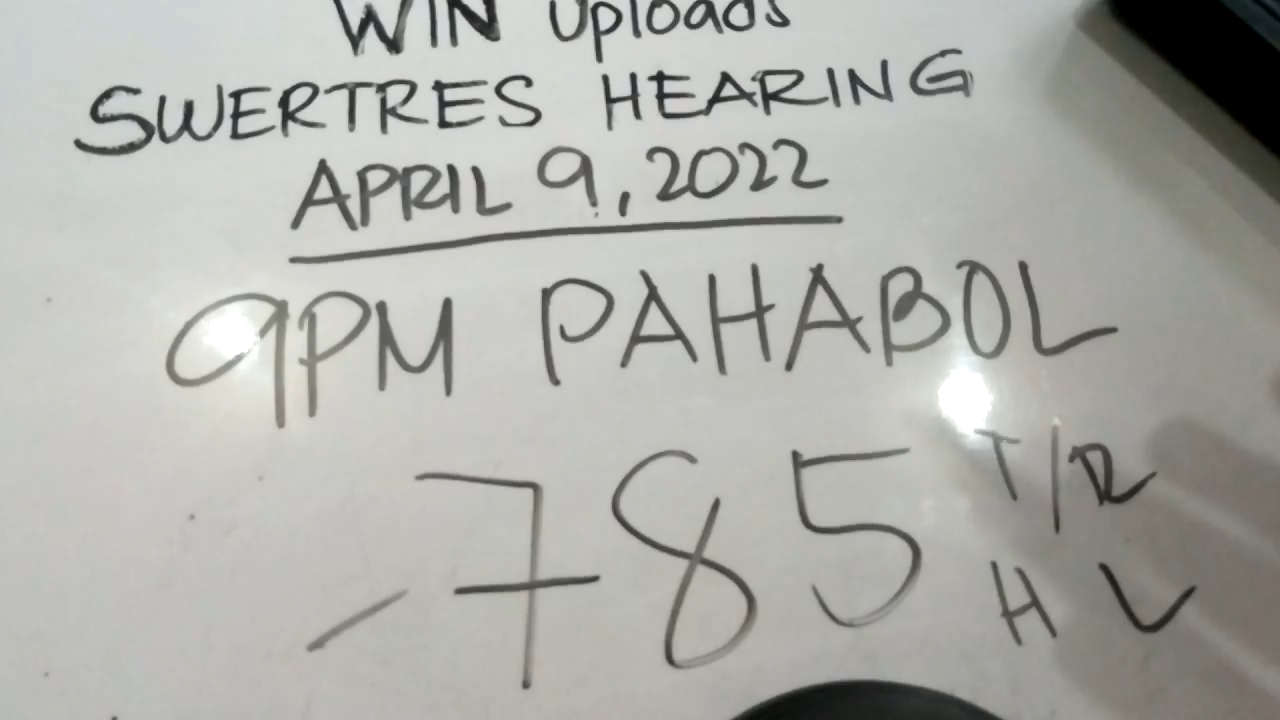 WIN Uploads
SWERTRES HEARING
APRIL 9, 2022
9PM PAHABOL
- 785 T/R
H L